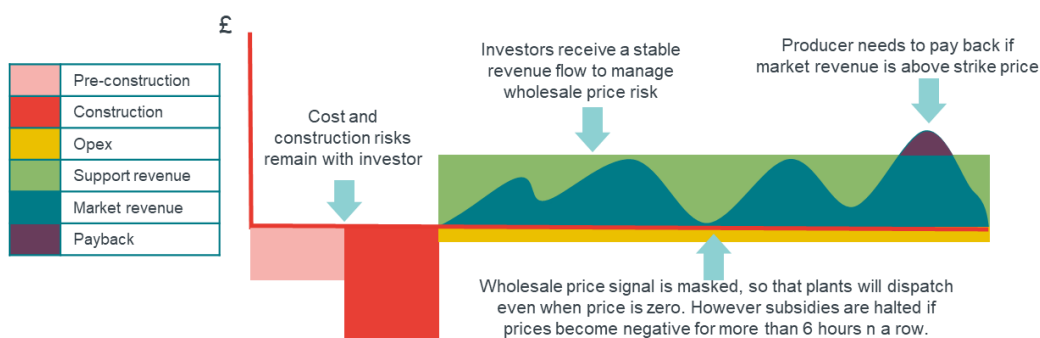 £
Pre-construction
Construction
Opex
Support revenue
Market revenue
Payback
Cost and
construction risks
remain with investor
Investors receive a stable
revenue flow to manage
wholesale price risk
Producer needs to pay back if
market revenue is above strike price
Wholesale price signal is masked, so that plants will dispatch
even when price is zero. However subsidies are halted if
prices become negative for more than 6 hours n a row.